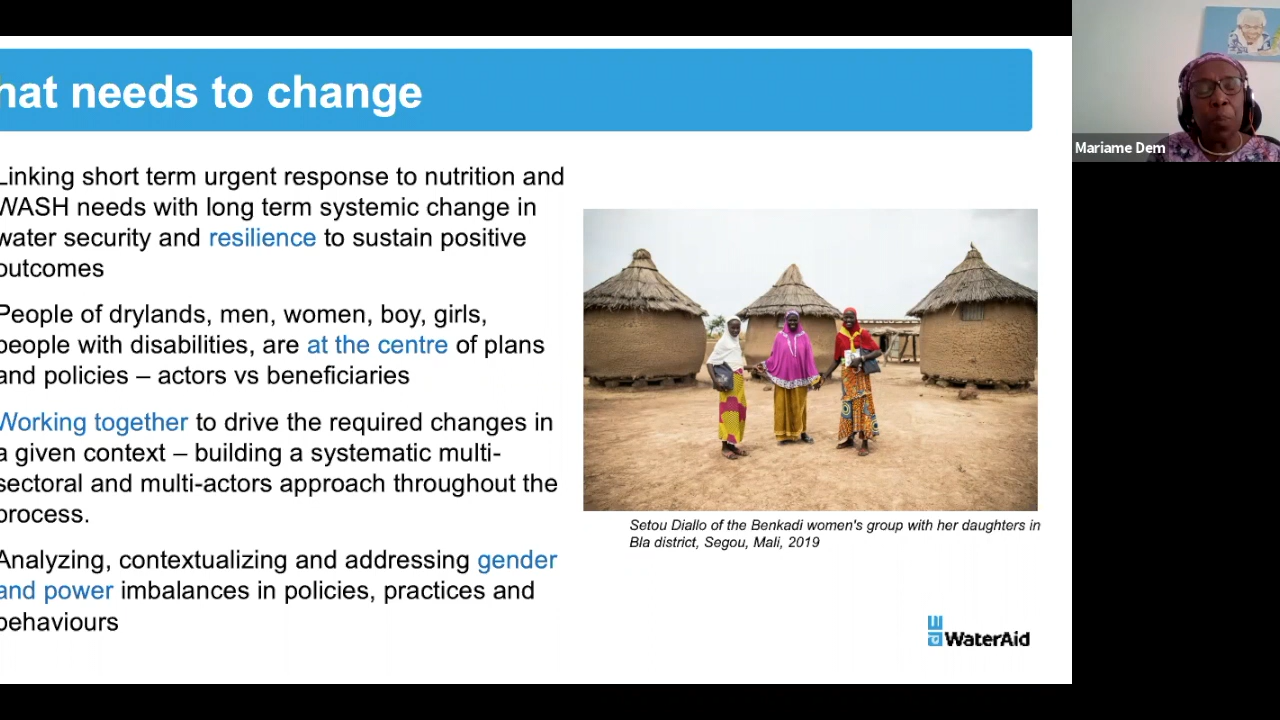 hat needs to change
Linking short term urgent response to nutrition and
WASH needs with long term systemic change in
water security and resilience to sustain positive
outcomes
People of drylands, men, women, boy, girls,
people with disabilities, are at the centre of plans
and policies – actors vs beneficiaries
Working together to drive the required changes in
a given context – building a systematic multi-
sectoral and multi-actors approach throughout the
process.
Analyzing, contextualizing and addressing gender
and power imbalances in policies, practices and
behaviours
Setou Diallo of the Benkadi women's group with her daughters in
Bla district, Segou, Mali, 2019
WaterAid
Mariame Dem